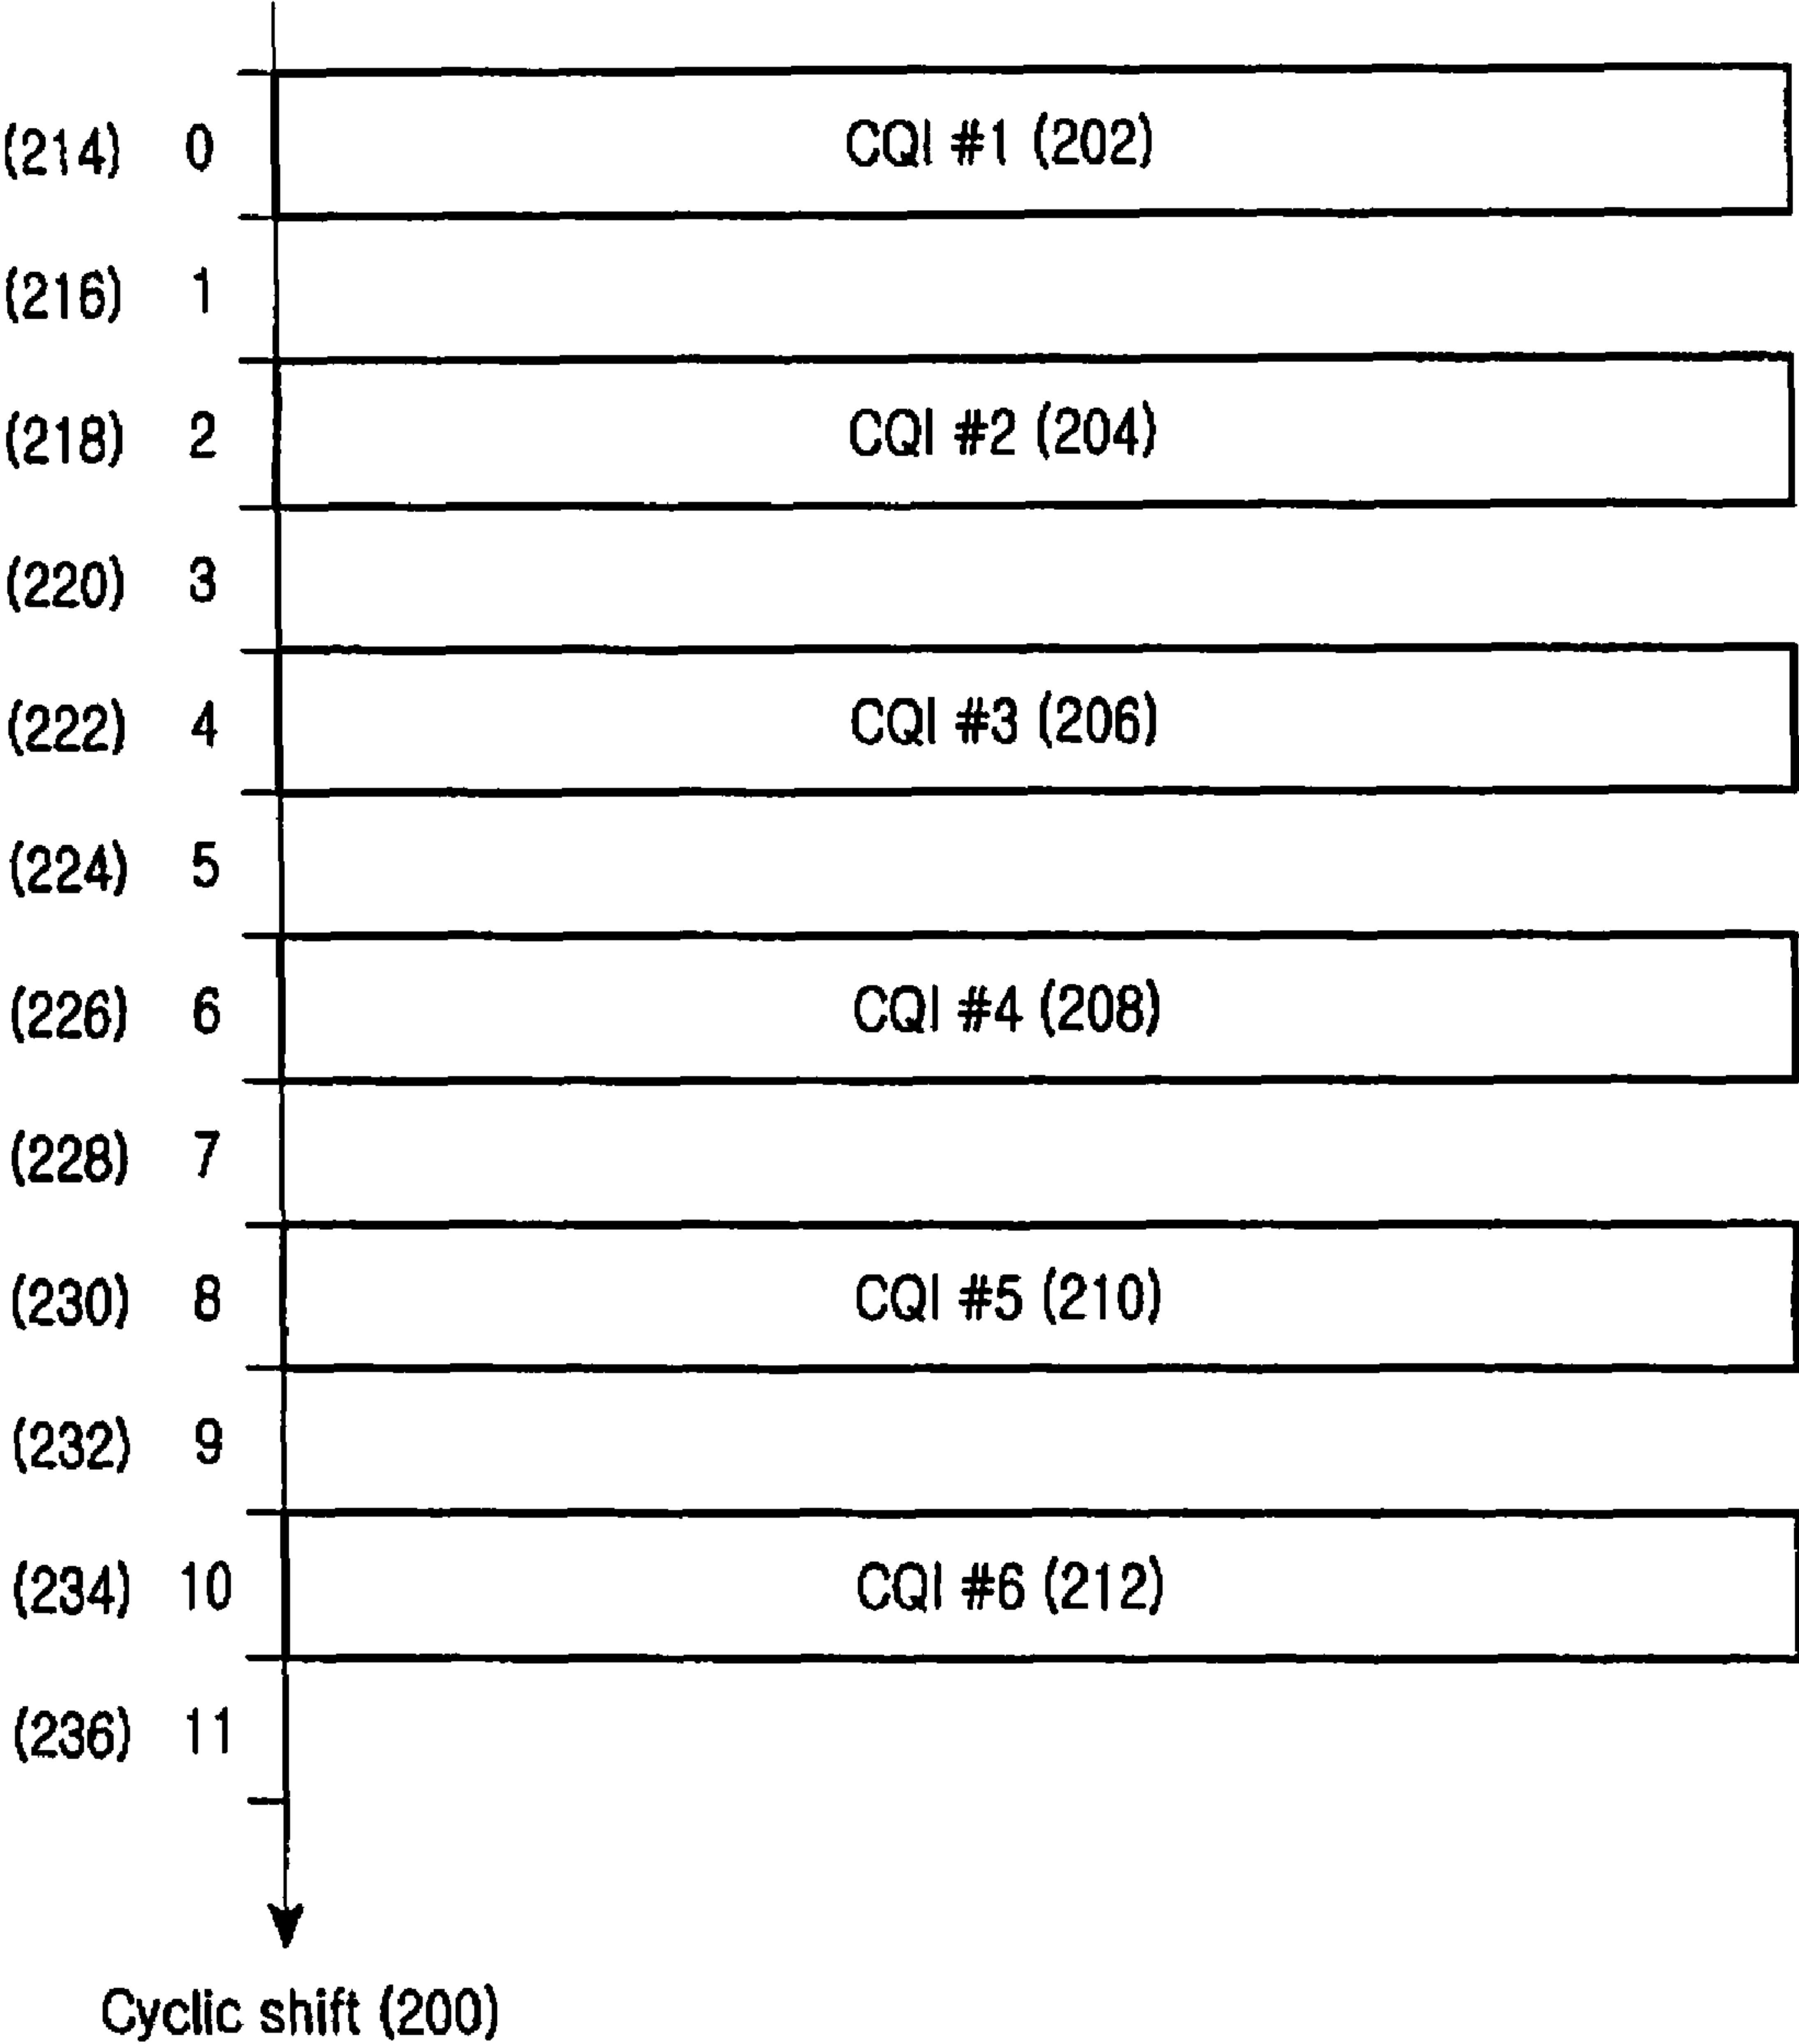 (214) 0 CQI #1 (202)
(216) 1
(218) 2 CQI #2 (204)
(220) 3
(222) 4 CQI #3 (206)
(224) 5
(226) 6 CQI #4 (208)
(228) 7
(230) 8 CQI #5 (210)
(232) 9
(234) 10 CQI #6 (212)
(236) 11
Cyclic shift (200)